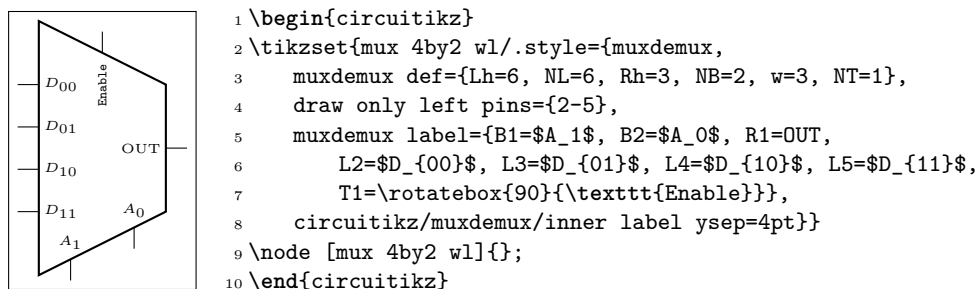 Enable
D00
D01
OUT
D10
D11
A0
A1
1 \begin{circuitikz}
2 \tikzset{mux 4by2 wl/.style={muxdemux,
3 muxdemux def={Lh=6, NL=6, Rh=3, NB=2, w=3, NT=1},
4 draw only left pins={2-5},
5 muxdemux label={B1=$A_1$, B2=$A_0$, R1=OUT,
6 L2=$D_{00}$, L3=$D_{01}$, L4=$D_{10}$, L5=$D_{11}$,
7 T1=\rotatebox{90}{\texttt{Enable}}},
8 circuitikz/muxdemux/inner label ysep=4pt}}
9 \node [mux 4by2 wl]{};
10 \end{circuitikz}